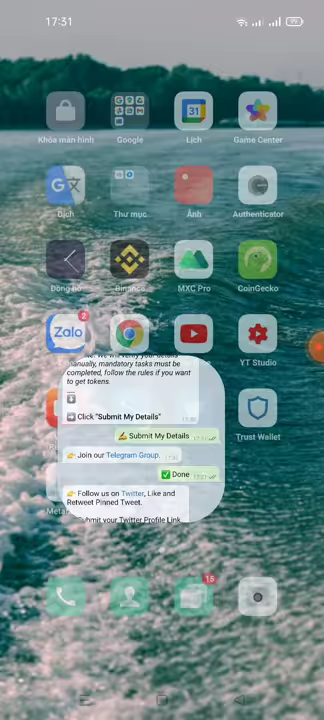 17:31
99
31
Khóa màn hình
Google
Lịch
Game Center
Dịch
Thư mục
Ảnh
Authenticator
Đồng hồ
Binance
MXC Pro
CoinGecko
2
Zalo
YT Studio
manually, mandatory tasks must be
completed, follow the rules if you want
to get tokens.
Click "Submit My Details"
Submit My Details
Join our Telegram Group.
Done
Follow us on Twitter, Like and
Retweet Pinned Tweet.
Submit your Twitter Profile Link
Trust Wallet
15